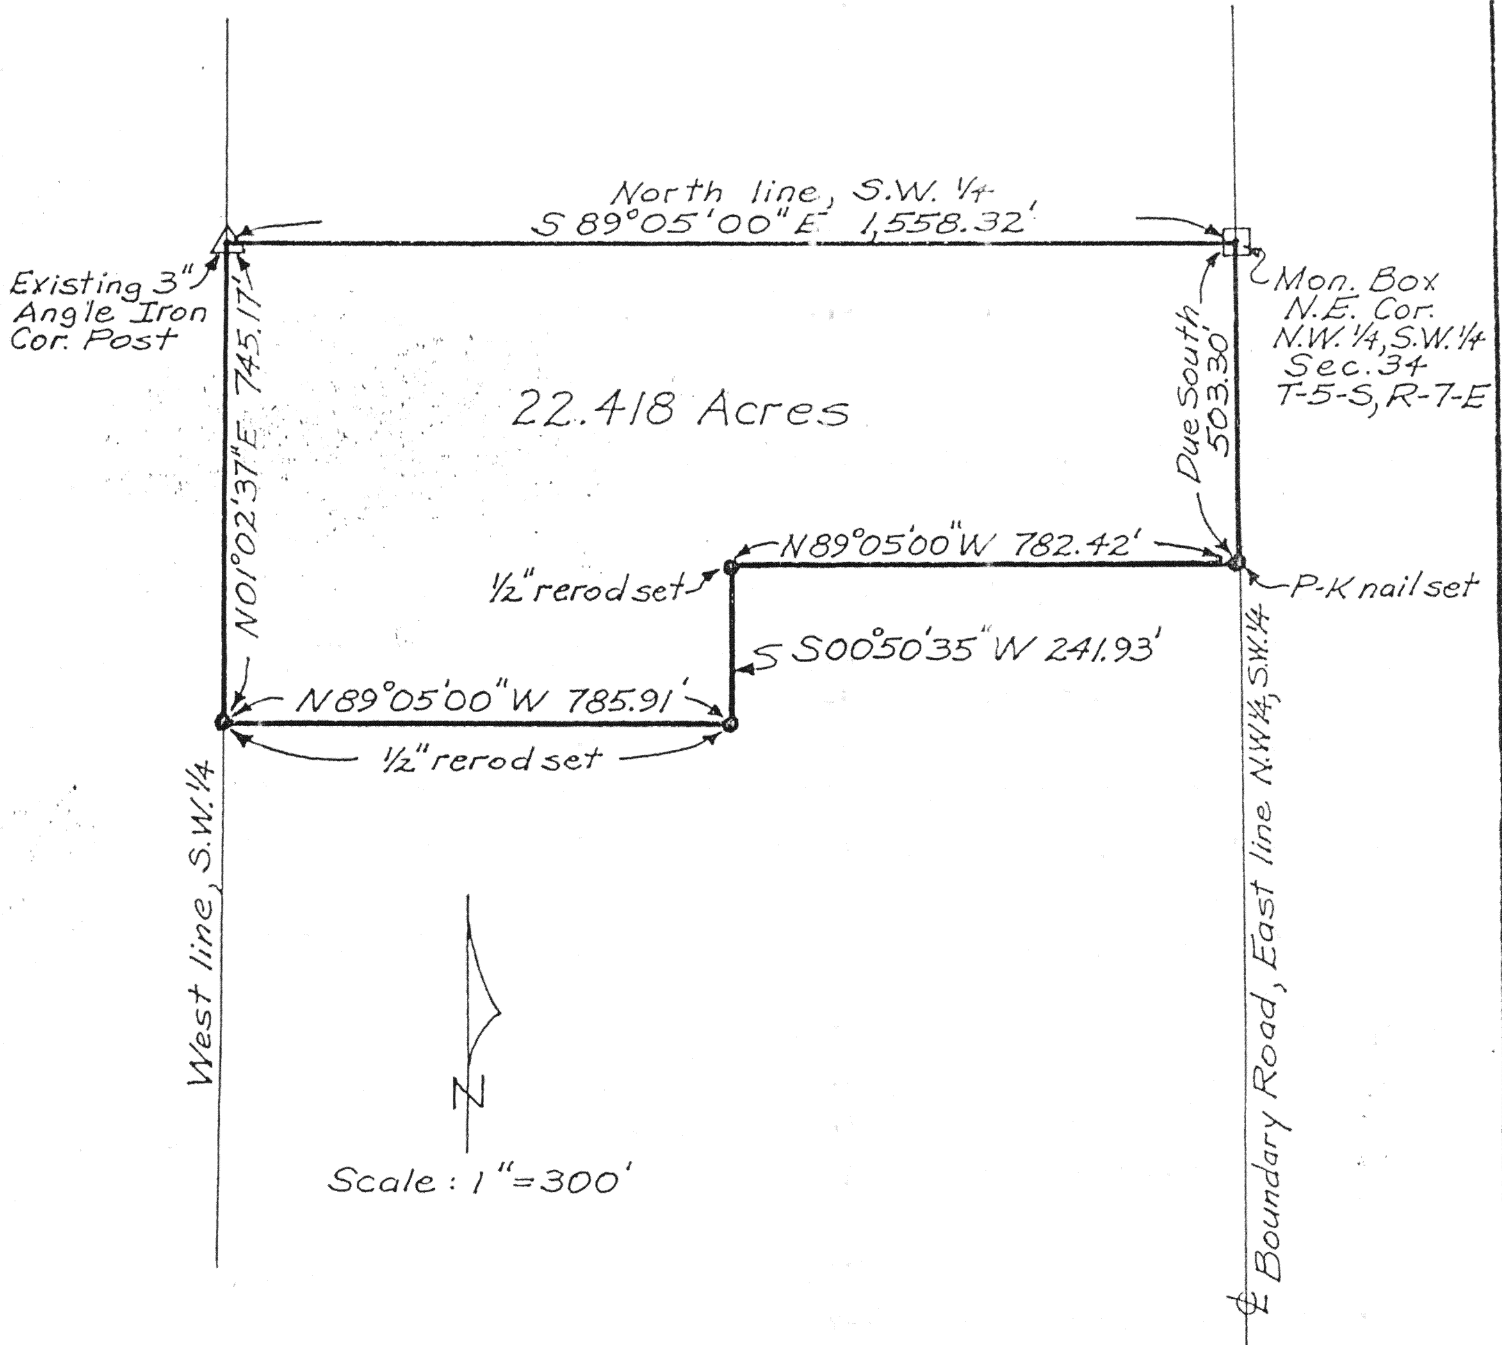 North line, S.W. 1/4
S 89°05'00" E 1,558.32'
Existing 3"
Angle Iron
Cor. Post
Mon. Box
N.E. Cor.
N.W. 1/4, S.W. 1/4
Sec. 34
T-5-S, R-7-E
N01°02'37"E 745.17'
Due South
503.30'
22.418 Acres
N89°05'00"W 782.42'
1/2" rerod set
P-K nail set
S00°50'35"W 241.93'
N89°05'00"W 785.91'
1/2" rerod set
West line, S.W. 1/4
℄ Boundary Road, East line N.W. 1/4, S.W. 1/4
N
Scale: 1"=300'